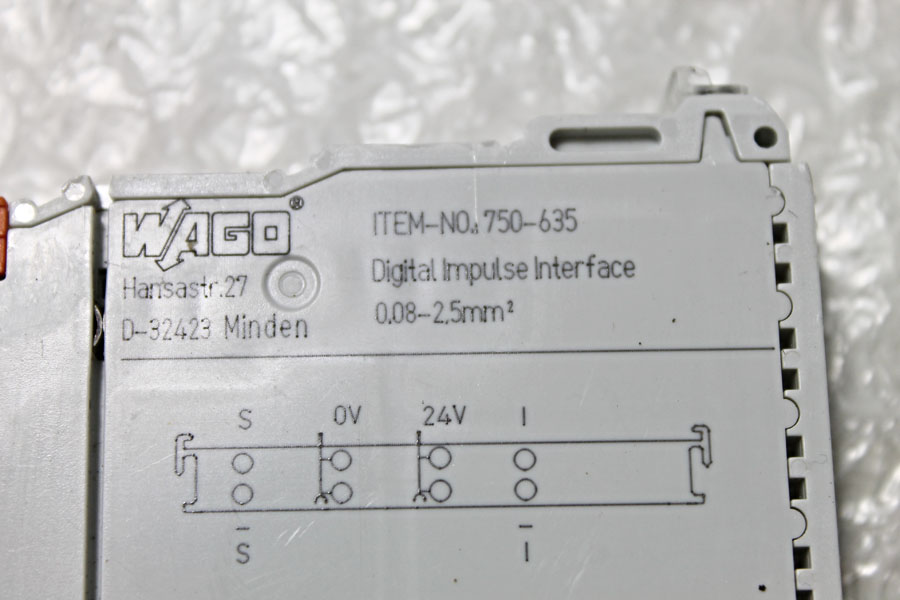 WAGO®
Hansastr.27
D-32423 Minden
ITEM-NO.: 750-635
Digital Impulse Interface
0.08-2.5mm²
S 0V 24V I
S̅ I̅